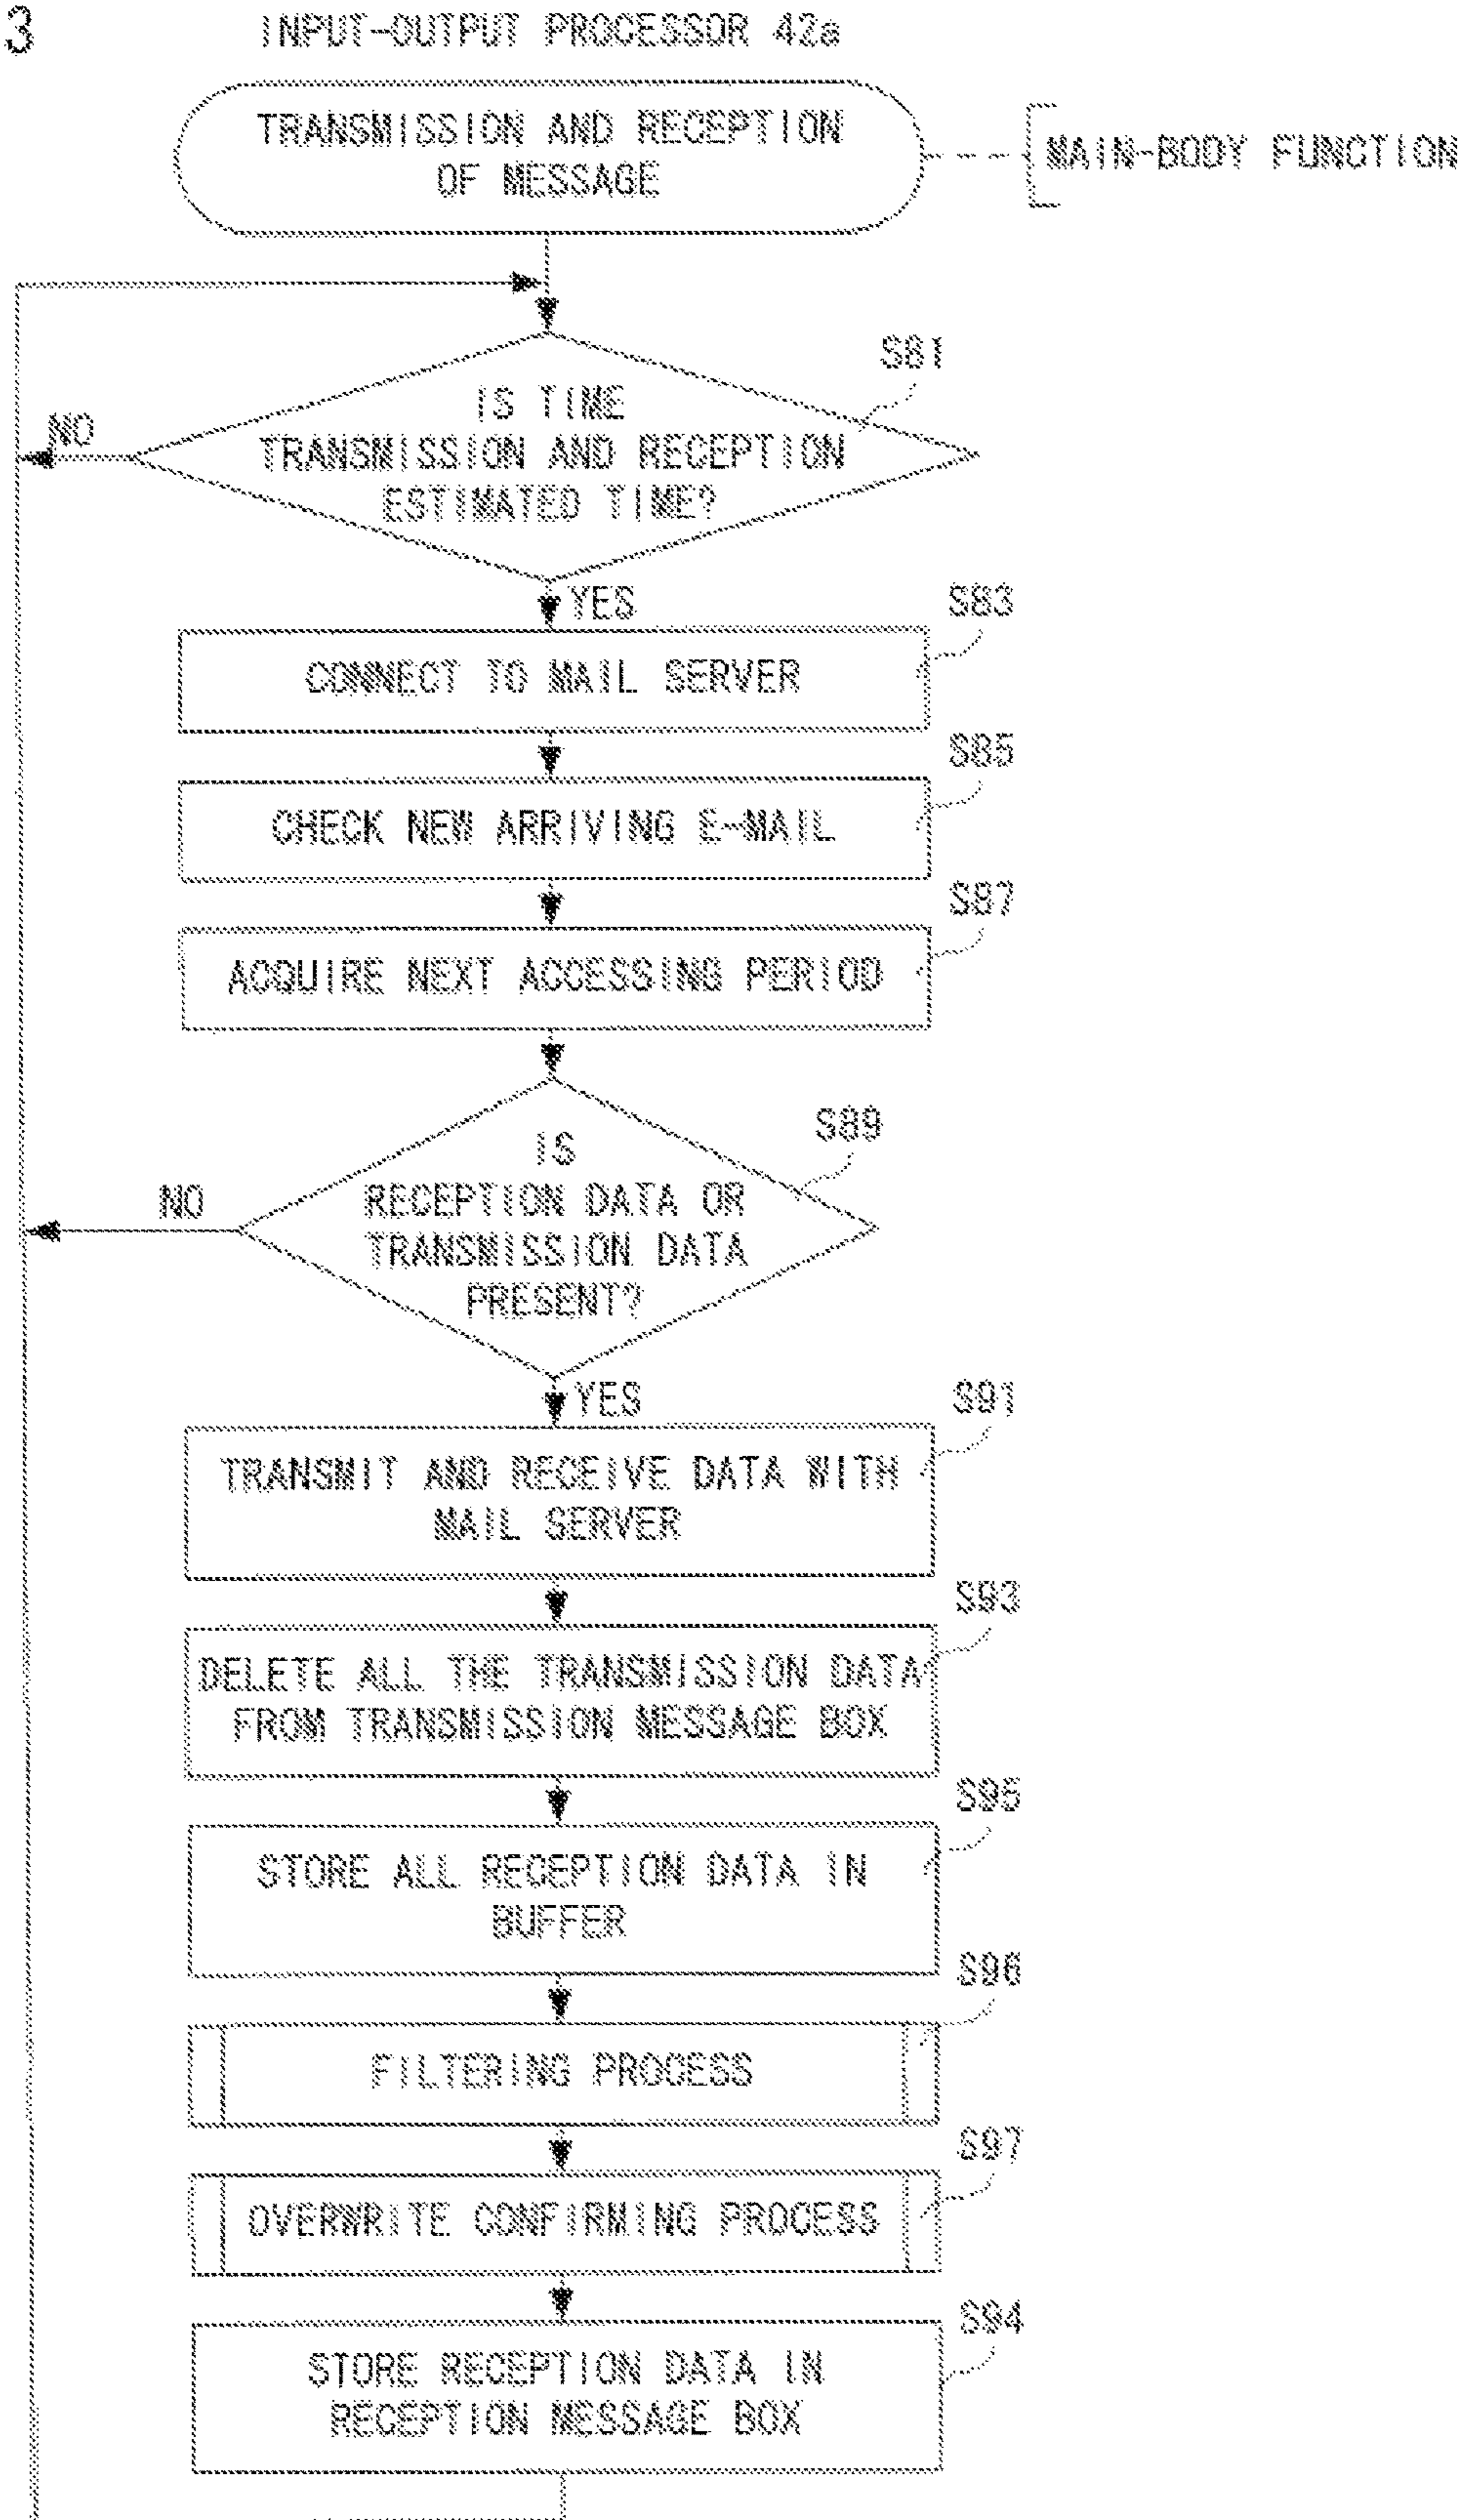 3
INPUT-OUTPUT PROCESSOR 42a
TRANSMISSION AND RECEPTION
OF MESSAGE
MAIN-BODY FUNCTION
S81
IS TIME
NO
TRANSMISSION AND RECEPTION
ESTIMATED TIME?
YES
S83
CONNECT TO MAIL SERVER
S85
CHECK NEW ARRIVING E-MAIL
S87
ACQUIRE NEXT ACCESSING PERIOD
S89
IS
NO
RECEPTION DATA OR
TRANSMISSION DATA
PRESENT?
YES
S91
TRANSMIT AND RECEIVE DATA WITH
MAIL SERVER
S93
DELETE ALL THE TRANSMISSION DATA
FROM TRANSMISSION MESSAGE BOX
S95
STORE ALL RECEPTION DATA IN
BUFFER
S96
FILTERING PROCESS
S97
OVERWRITE CONFIRMING PROCESS
S94
STORE RECEPTION DATA IN
RECEPTION MESSAGE BOX